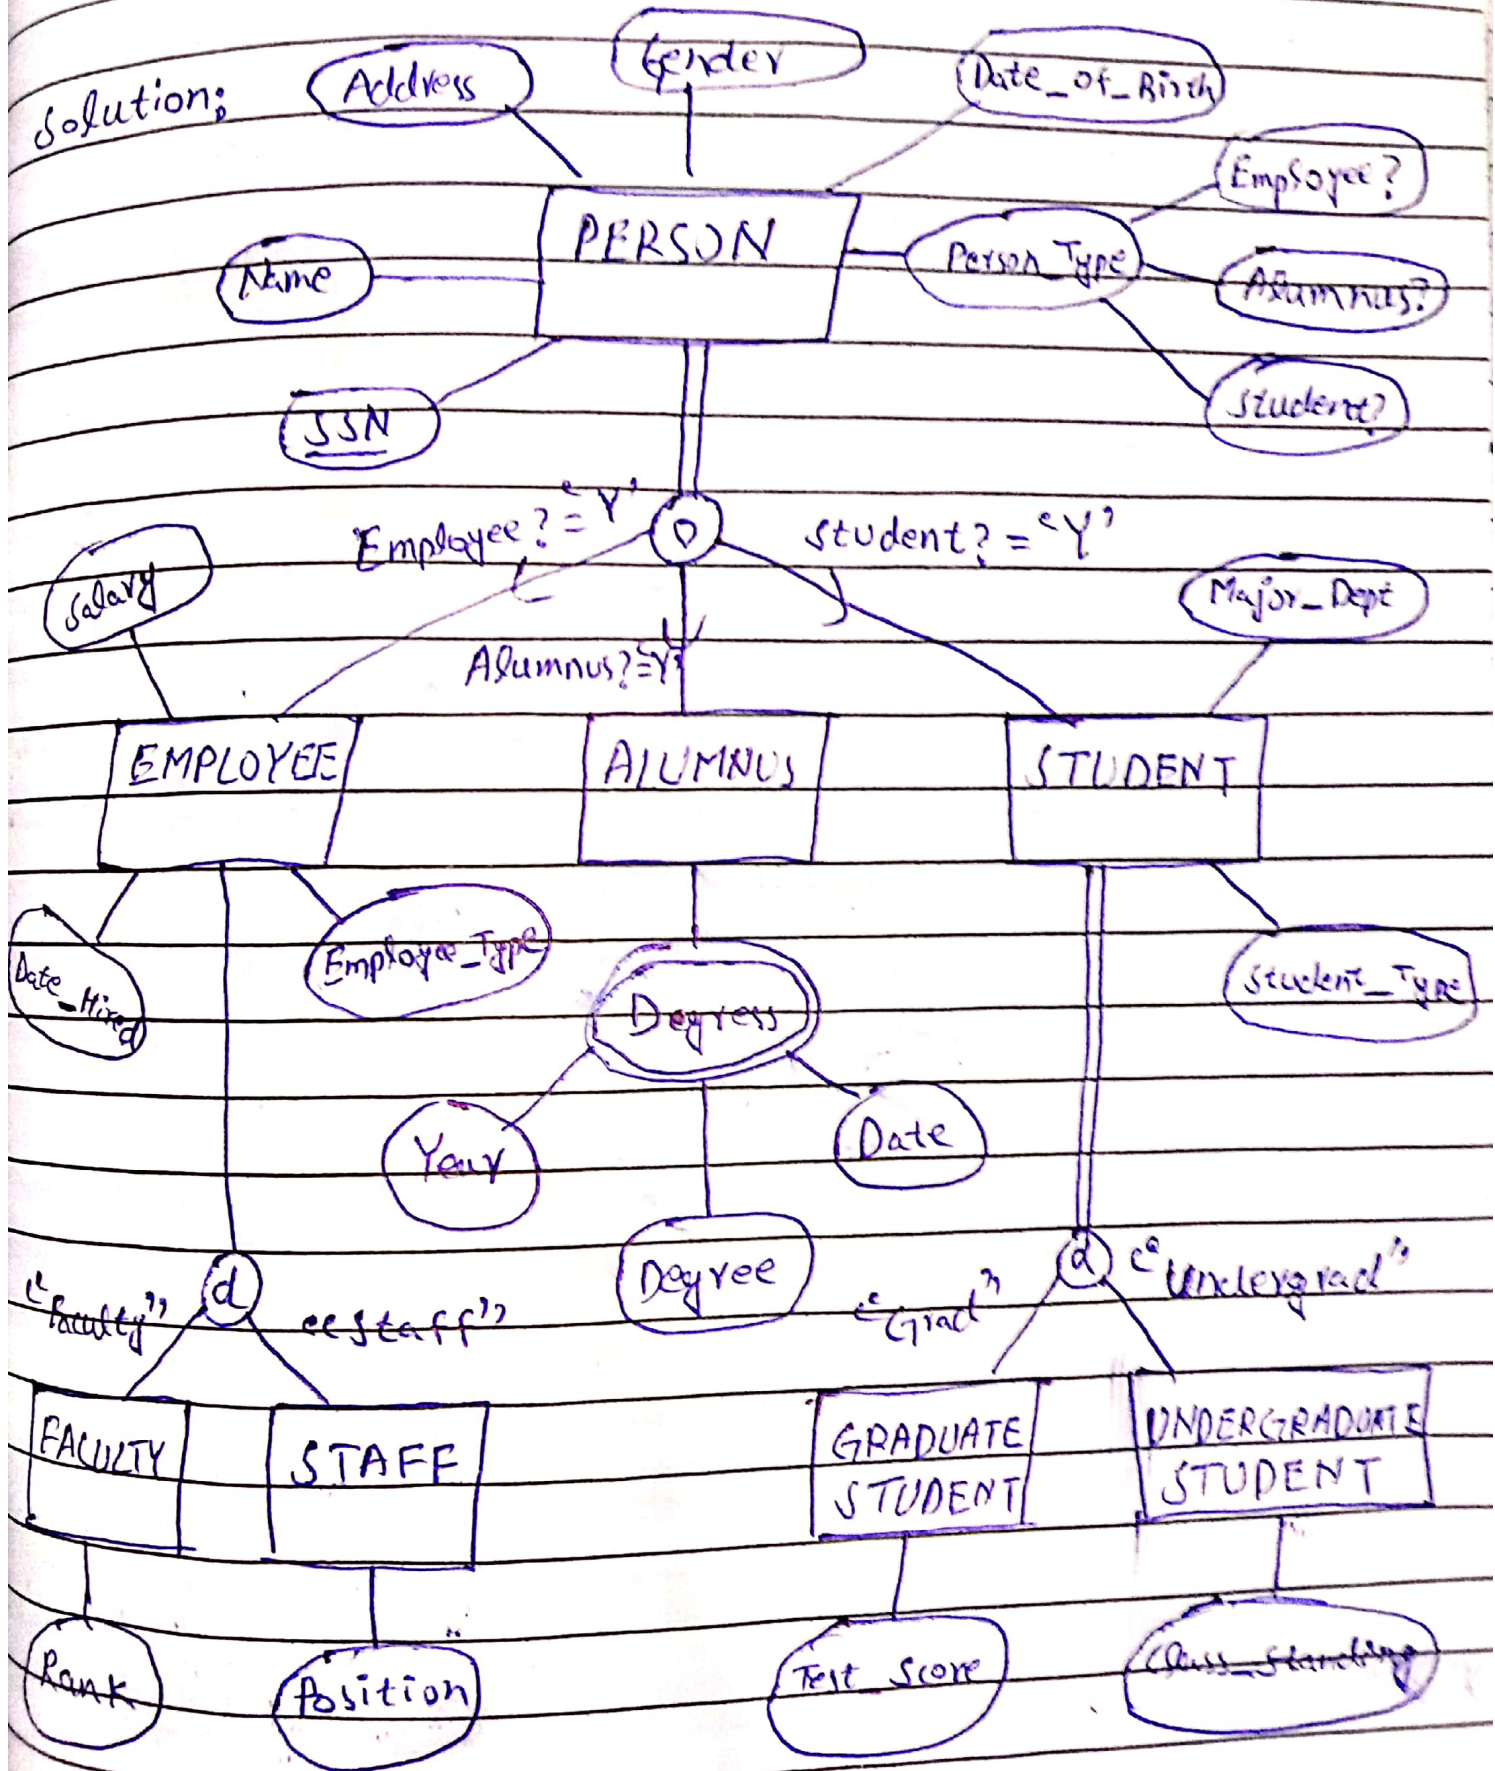 Solution:
Address
Gender
Date_of_Birth
Employee?
PERSON
Person_Type
Name
Alumnus?
SSN
Student?
Employee? = 'Y'
O
Student? = 'Y'
Salary
Major_Dept
Alumnus? = 'Y'
EMPLOYEE
ALUMNUS
STUDENT
Date_Hired
Employee_Type
Degress
Student_Type
Year
Date
Degree
"Faculty"
d
"Staff"
"Grad"
d
"Undergrad"
FACULTY
STAFF
GRADUATE
STUDENT
UNDERGRADUATE
STUDENT
Rank
Position
Test_Score
Class_Standing